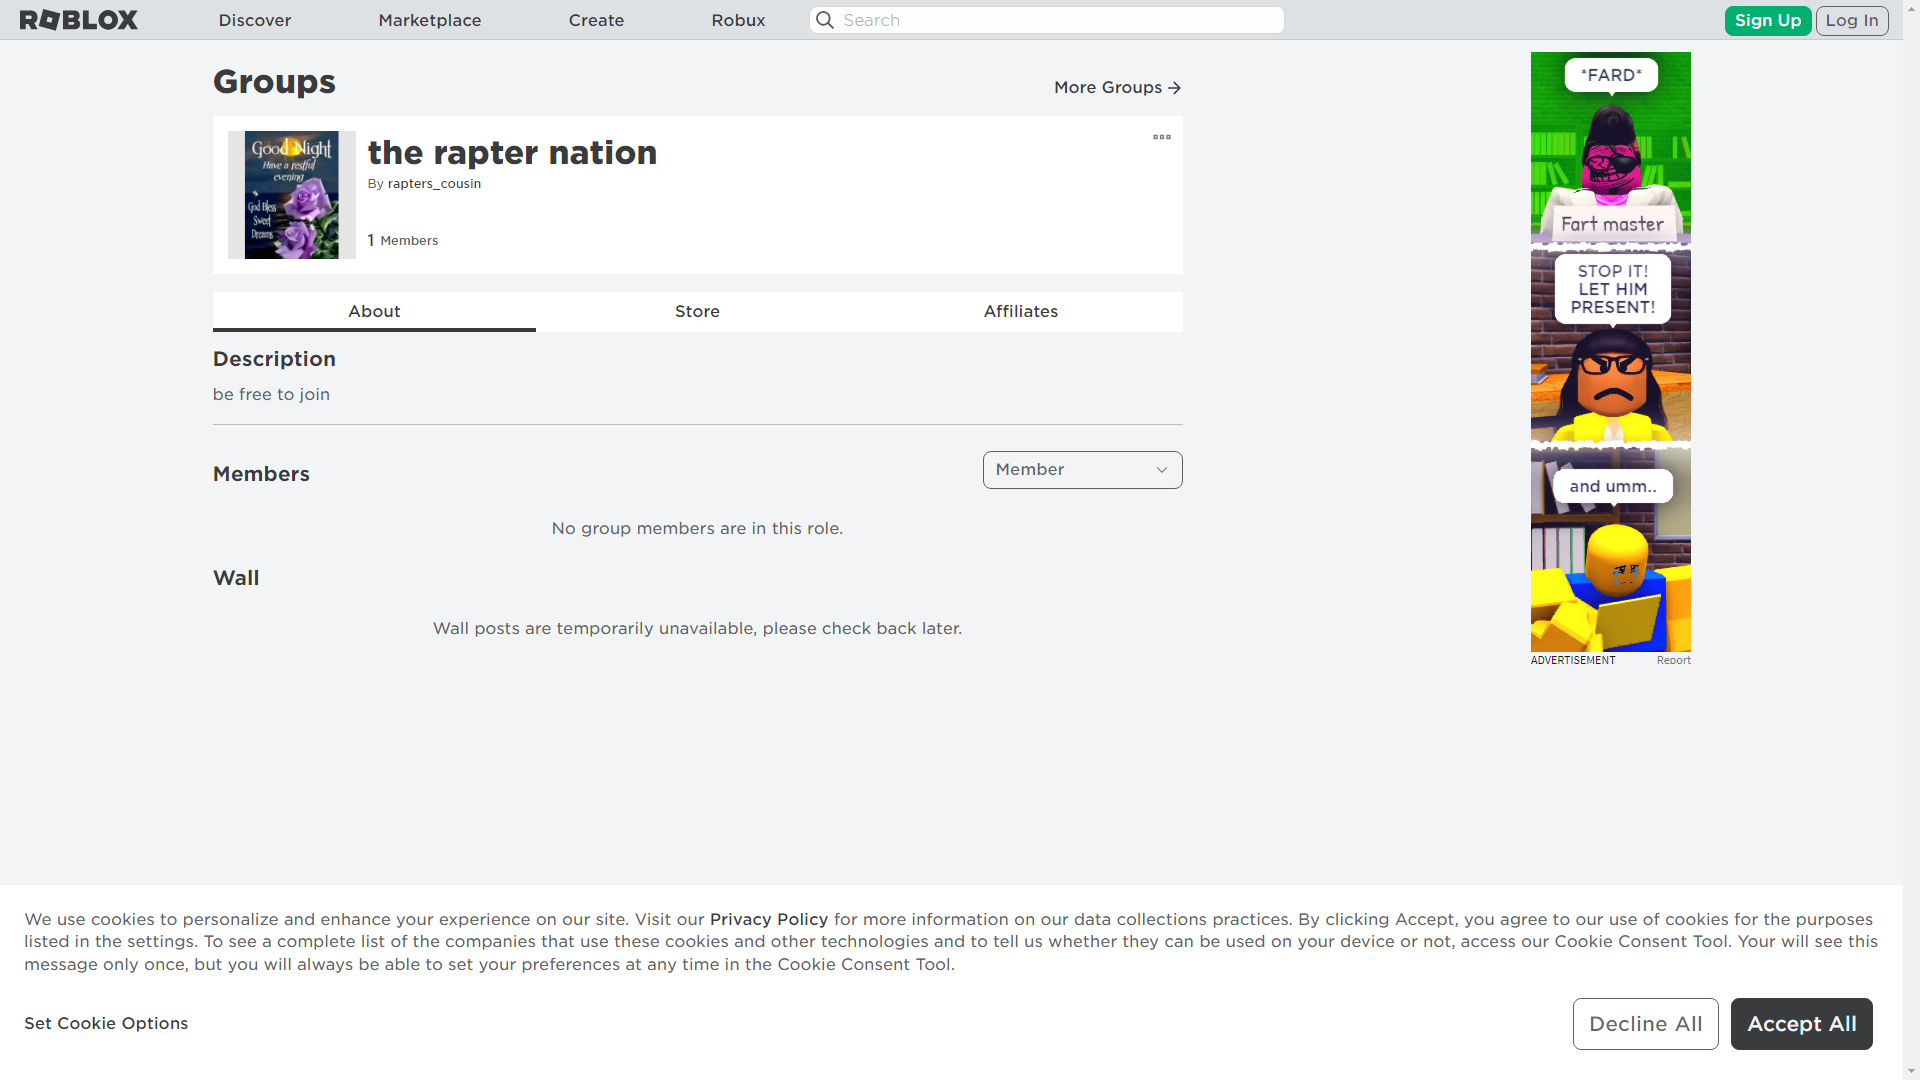 ROBLOX
Discover
Marketplace
Create
Robux
Search
Sign Up
Log In
Groups
More Groups
Good Night
Have a restful
evening
God Bless
Sweet
Dreams
the rapter nation
By rapters_cousin
1 Members
About
Store
Affiliates
Description
be free to join
Members
Member
No group members are in this role.
Wall
Wall posts are temporarily unavailable, please check back later.
*FARD*
Fart master
STOP IT!
LET HIM
PRESENT!
and umm..
ADVERTISEMENT
Report
We use cookies to personalize and enhance your experience on our site. Visit our Privacy Policy for more information on our data collections practices. By clicking Accept, you agree to our use of cookies for the purposes
listed in the settings. To see a complete list of the companies that use these cookies and other technologies and to tell us whether they can be used on your device or not, access our Cookie Consent Tool. Your will see this
message only once, but you will always be able to set your preferences at any time in the Cookie Consent Tool.
Set Cookie Options
Decline All
Accept All